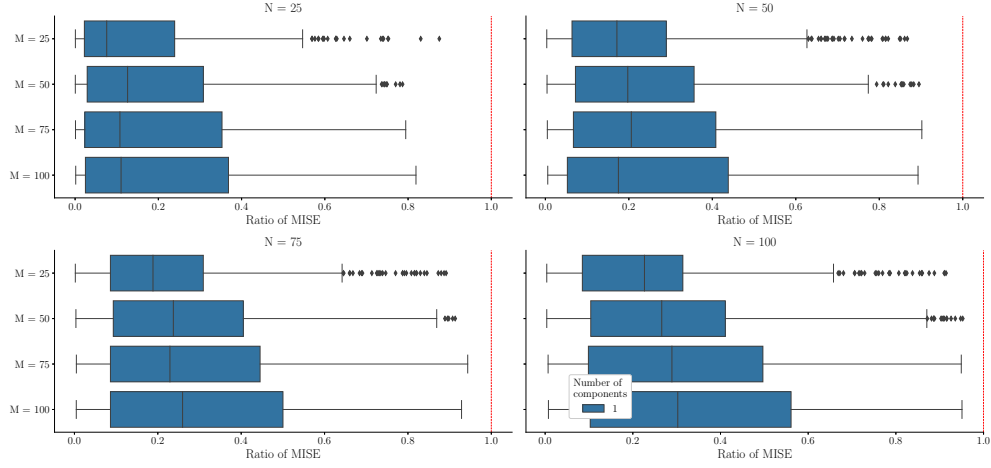 N = 25
M = 25
M = 50
M = 75
M = 100
0.0 0.2 0.4 0.6 0.8 1.0
Ratio of MISE
N = 50
0.0 0.2 0.4 0.6 0.8 1.0
Ratio of MISE
N = 75
M = 25
M = 50
M = 75
M = 100
0.0 0.2 0.4 0.6 0.8 1.0
Ratio of MISE
N = 100
Number of
components
1
0.0 0.2 0.4 0.6 0.8 1.0
Ratio of MISE